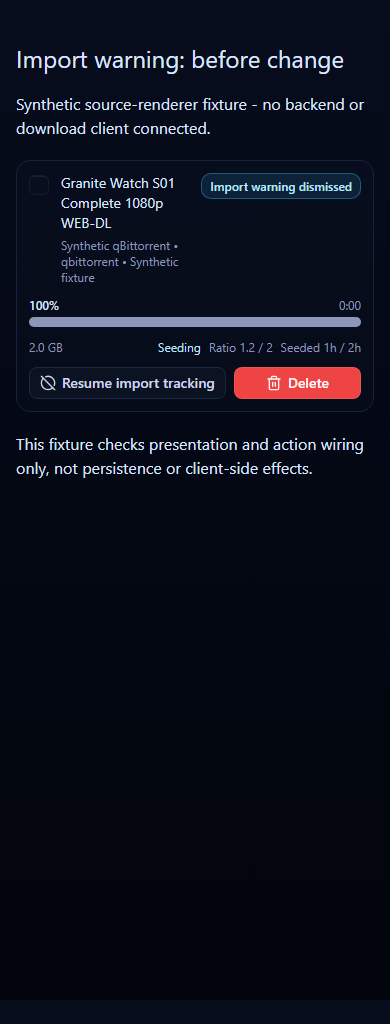 Import warning: before change
Synthetic source-renderer fixture - no backend or
download client connected.
Granite Watch S01
Complete 1080p
WEB-DL
Import warning dismissed
Synthetic qBittorrent •
qbittorrent • Synthetic
fixture
100%
0:00
2.0 GB
Seeding Ratio 1.2 / 2 Seeded 1h / 2h
Resume import tracking
Delete
This fixture checks presentation and action wiring
only, not persistence or client-side effects.